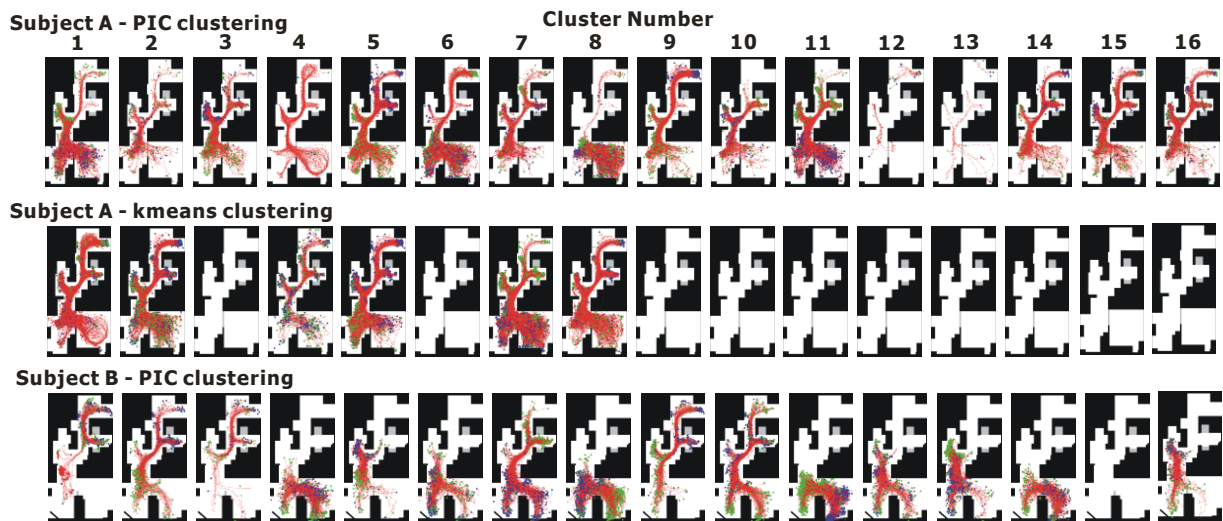 Cluster Number
Subject A - PIC clustering
1 2 3 4 5 6 7 8 9 10 11 12 13 14 15 16
Subject A - kmeans clustering
Subject B - PIC clustering